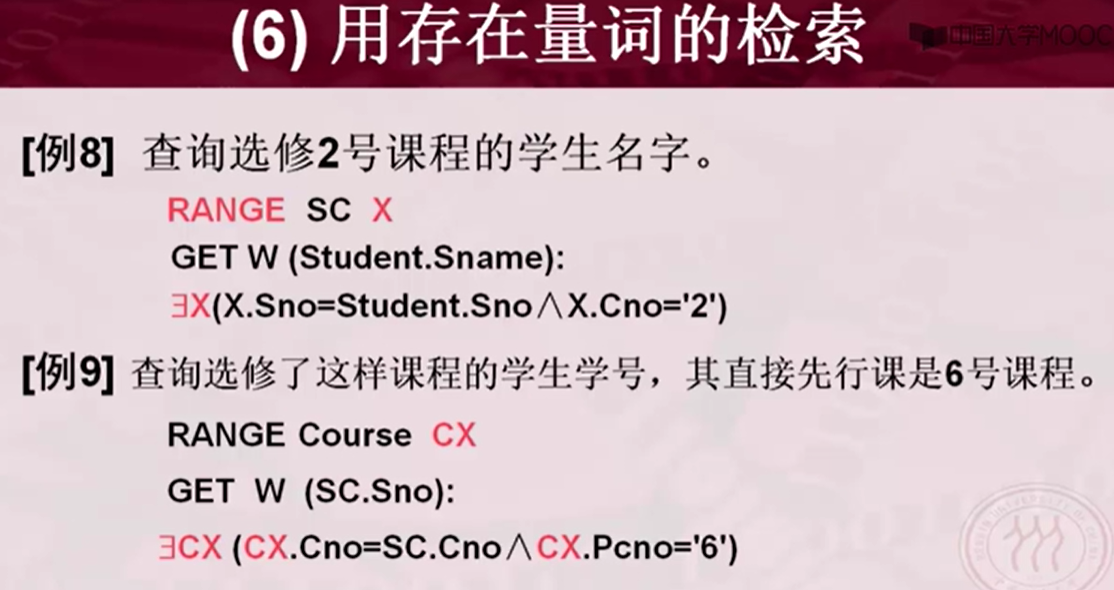 (6) 用存在量词的检索
中国大学MOOC
[例8] 查询选修2号课程的学生名字。
RANGE SC X
GET W (Student.Sname):
∃X(X.Sno=Student.Sno∧X.Cno='2')
[例9] 查询选修了这样课程的学生学号，其直接先行课是6号课程。
RANGE Course CX
GET W (SC.Sno):
∃CX (CX.Cno=SC.Cno∧CX.Pcno='6')